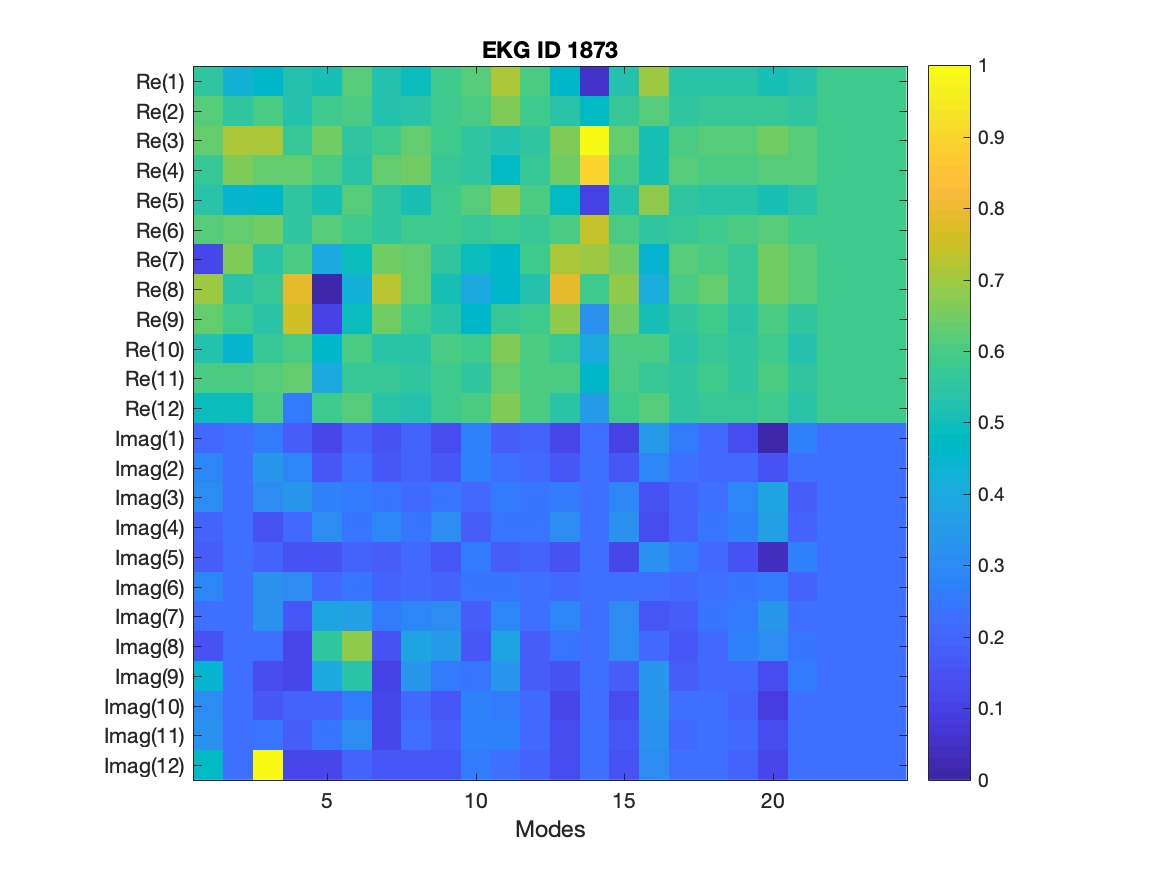 EKG ID 1873
Re(1)
Re(2)
Re(3)
Re(4)
Re(5)
Re(6)
Re(7)
Re(8)
Re(9)
Re(10)
Re(11)
Re(12)
Imag(1)
Imag(2)
Imag(3)
Imag(4)
Imag(5)
Imag(6)
Imag(7)
Imag(8)
Imag(9)
Imag(10)
Imag(11)
Imag(12)
5 10 15 20
Modes
1
0.9
0.8
0.7
0.6
0.5
0.4
0.3
0.2
0.1
0